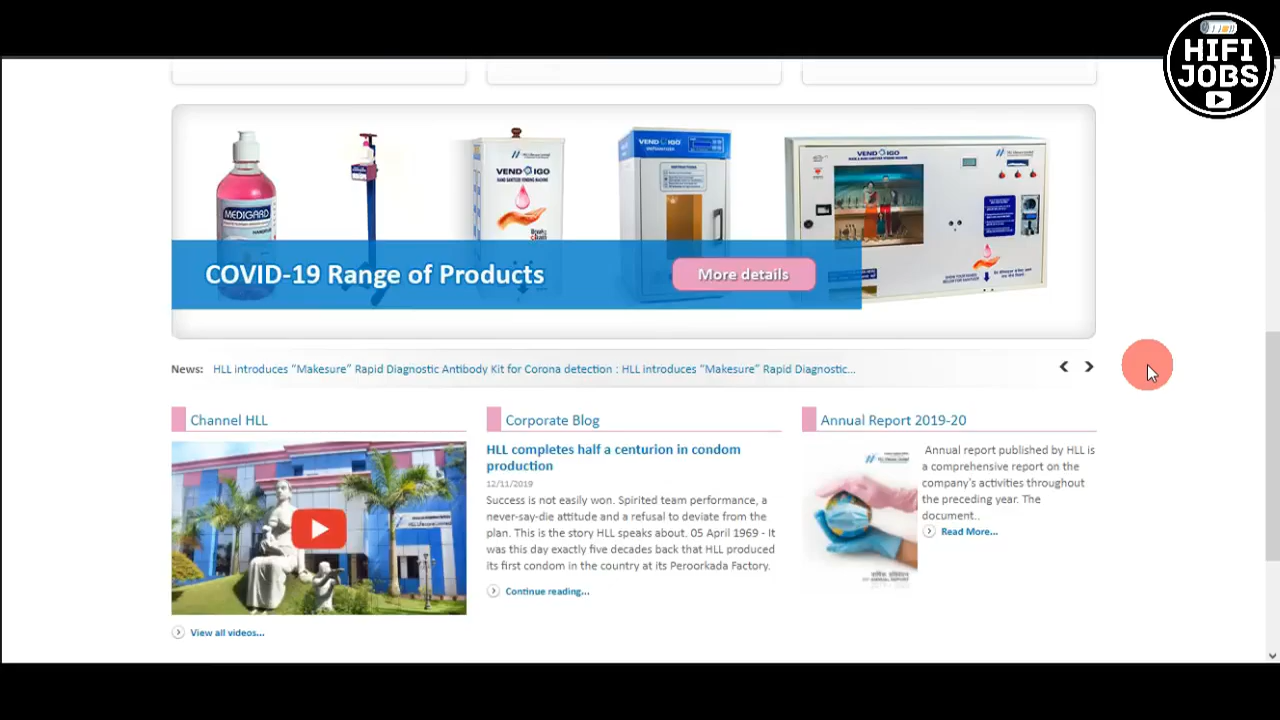 HIFI
JOBS
VENDIGO
VENDIGO
VENDIGO
HAND SANITIZER VENDING MACHINE
INSTRUCTIONS
MEDIGARD
COVID-19 Range of Products
More details
News: HLL introduces “Makesure” Rapid Diagnostic Antibody Kit for Corona detection : HLL introduces “Makesure” Rapid Diagnostic...
Channel HLL
Corporate Blog
Annual Report 2019-20
HLL completes half a centurion in condom
production
12/11/2019
Success is not easily won. Spirited team performance, a
never-say-die attitude and a refusal to deviate from the
plan. This is the story HLL speaks about. 05 April 1969 - It
was this day exactly five decades back that HLL produced
its first condom in the country at its Peroorkada Factory.
Continue reading...
Annual report published by HLL is
a comprehensive report on the
company's activities throughout
the preceding year. The
document..
Read More...
View all videos...